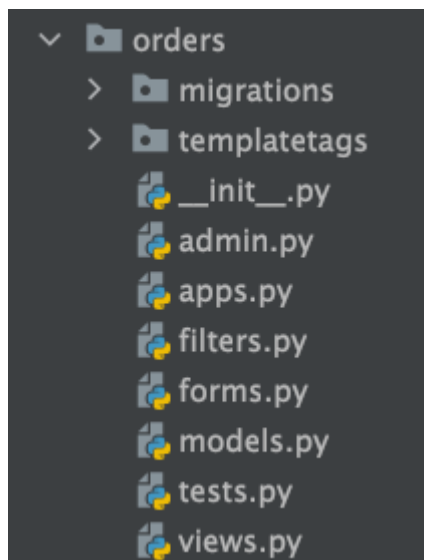 orders
migrations
templatetags
__init__.py
admin.py
apps.py
filters.py
forms.py
models.py
tests.py
views.py